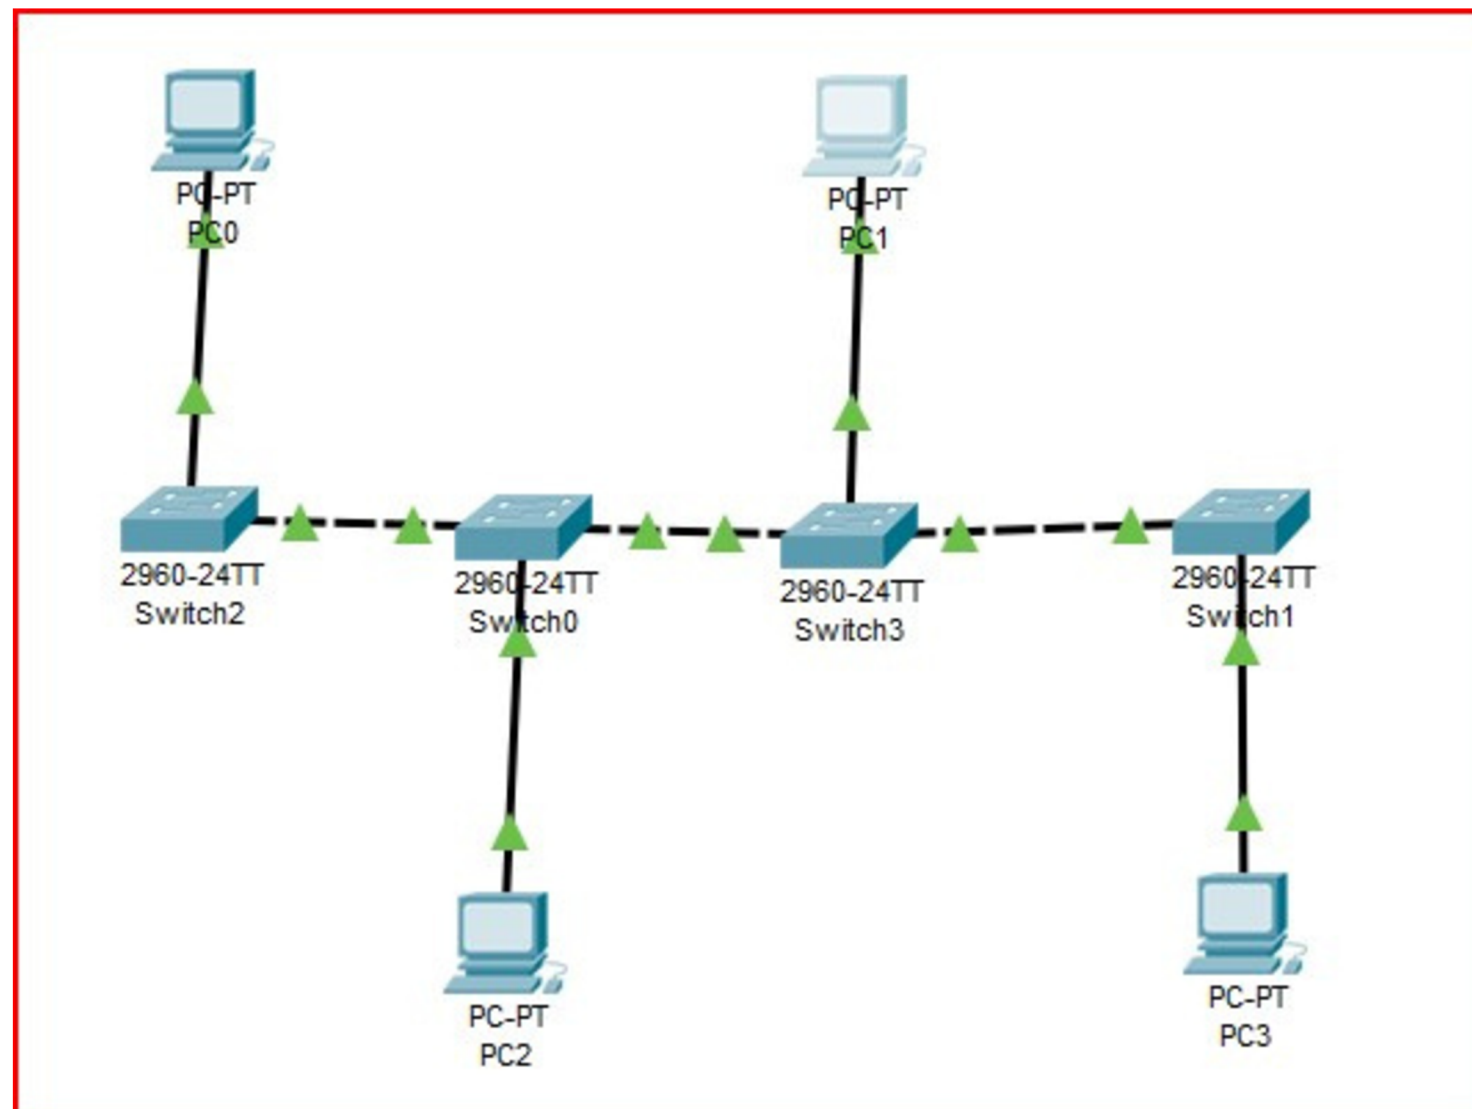 PC-PT
PC0
PC-PT
PC1
2960-24TT
Switch2
2960-24TT
Switch0
2960-24TT
Switch3
2960-24TT
Switch1
PC-PT
PC2
PC-PT
PC3